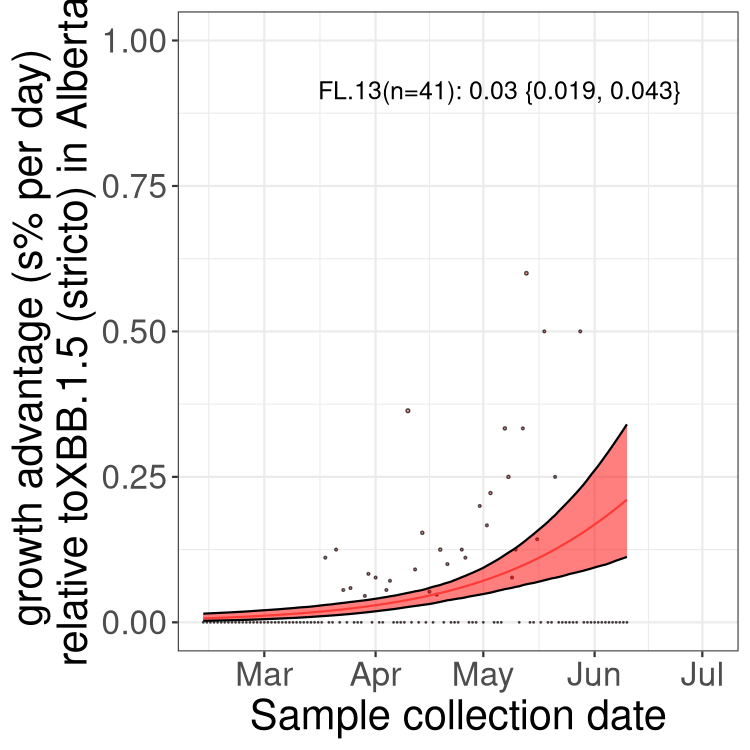 growth advantage (s% per day)
relative toXBB.1.5 (stricto) in Alberta
1.00
0.75
0.50
0.25
0.00
FL.13(n=41): 0.03 {0.019, 0.043}
Mar Apr May Jun Jul
Sample collection date